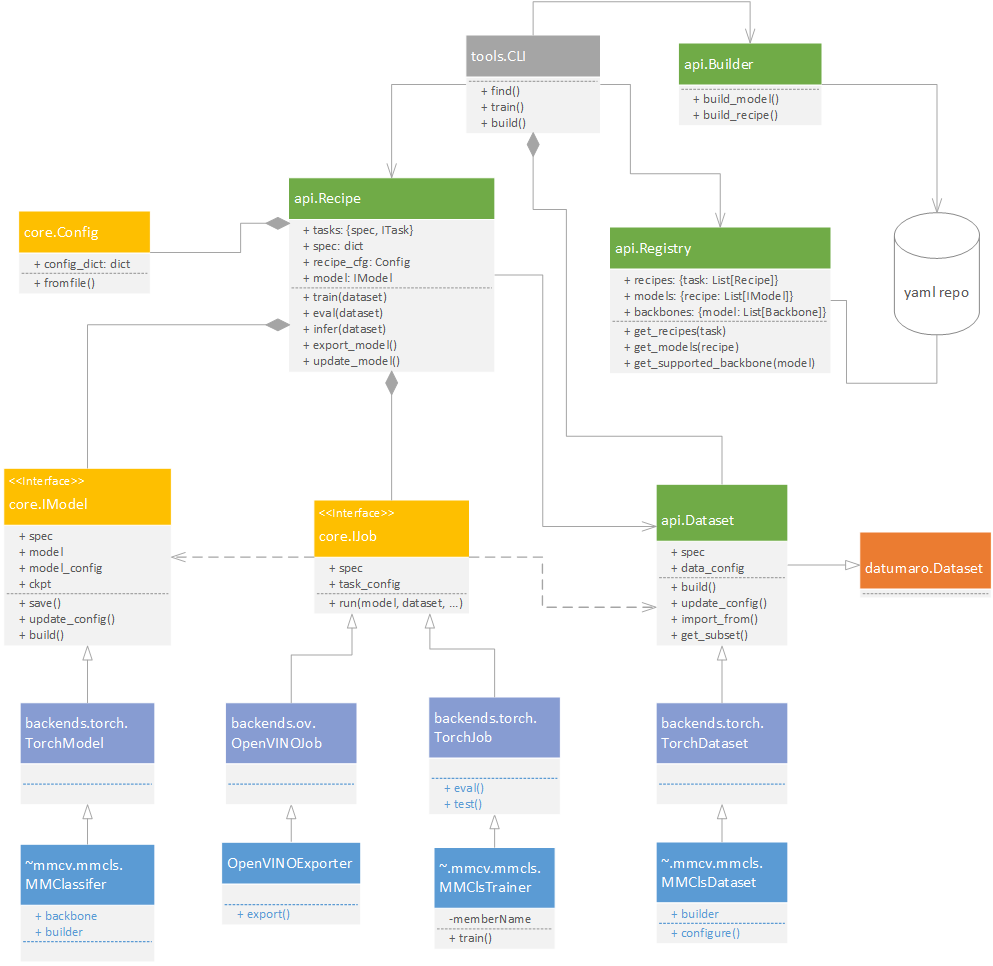 tools.CLI
+ find()
+ train()
+ build()
api.Builder
+ build_model()
+ build_recipe()
api.Recipe
+ tasks: {spec, ITask}
+ spec: dict
+ recipe_cfg: Config
+ model: IModel
+ train(dataset)
+ eval(dataset)
+ infer(dataset)
+ export_model()
+ update_model()
core.Config
+ config_dict: dict
+ fromfile()
api.Registry
+ recipes: {task: List[Recipe]}
+ models: {recipe: List[IModel]}
+ backbones: {model: List[Backbone]}
+ get_recipes(task)
+ get_models(recipe)
+ get_supported_backbone(model)
yaml repo
<<Interface>>
core.IModel
+ spec
+ model
+ model_config
+ ckpt
+ save()
+ update_config()
+ build()
<<Interface>>
core.IJob
+ spec
+ task_config
+ run(model, dataset, ...)
api.Dataset
+ spec
+ data_config
+ build()
+ update_config()
+ import_from()
+ get_subset()
datumaro.Dataset
backends.torch.
TorchModel
backends.ov.
OpenVINOJob
backends.torch.
TorchJob
+ eval()
+ test()
backends.torch.
TorchDataset
~mmcv.mmcls.
MMClassifer
+ backbone
+ builder
OpenVINOExporter
+ export()
~.mmcv.mmcls.
MMClsTrainer
-memberName
+ train()
~.mmcv.mmcls.
MMClsDataset
+ builder
+ configure()